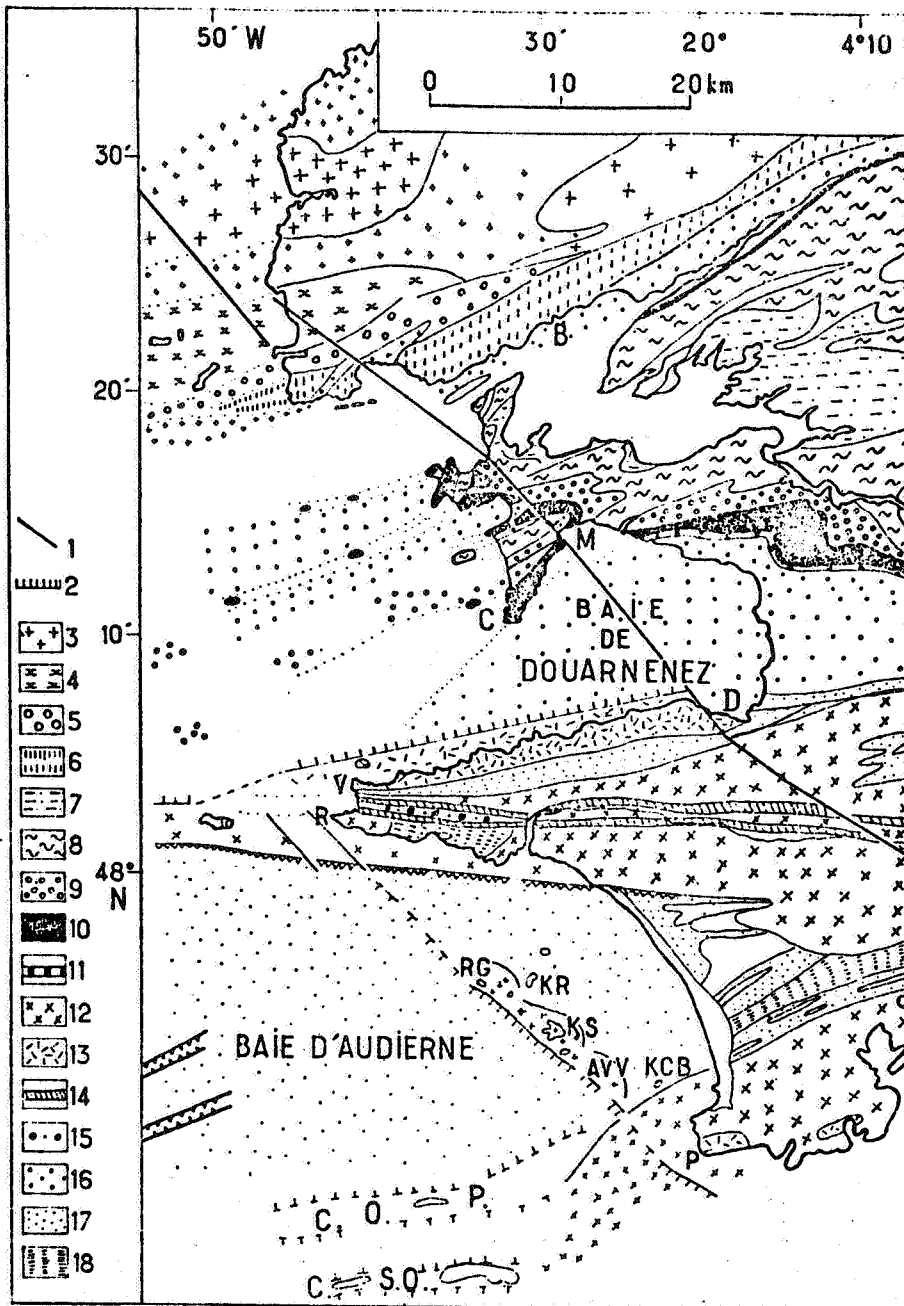 50´ W 30´ 20° 4°10
0 10 20km
30´
20´
10´
48°
N
B
M
C
BAIE
DE
DOUARNENEZ
D
V
R
RG KR
KS
AVV KCB
BAIE D'AUDIERNE
P
C. O. P.
C. S.O.
1
2
3
4
5
6
7
8
9
10
11
12
13
14
15
16
17
18